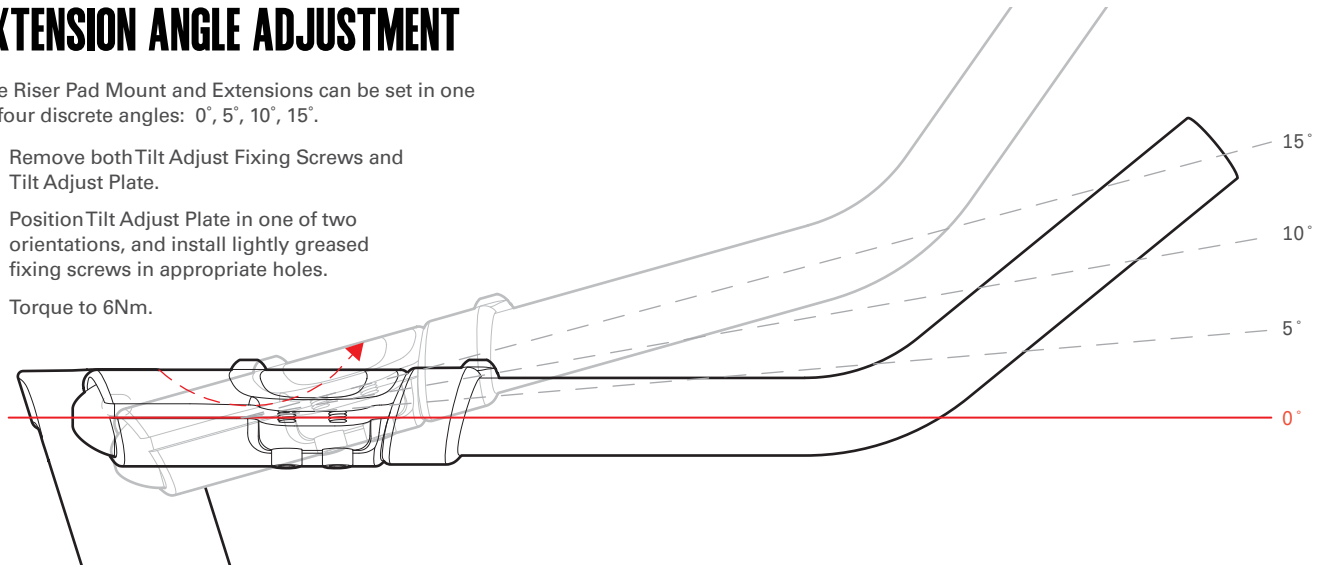 XTENSION ANGLE ADJUSTMENT
e Riser Pad Mount and Extensions can be set in one
four discrete angles: 0˚, 5˚, 10˚, 15˚.
Remove both Tilt Adjust Fixing Screws and
Tilt Adjust Plate.
Position Tilt Adjust Plate in one of two
orientations, and install lightly greased
fixing screws in appropriate holes.
Torque to 6Nm.
15˚
10˚
5˚
0˚